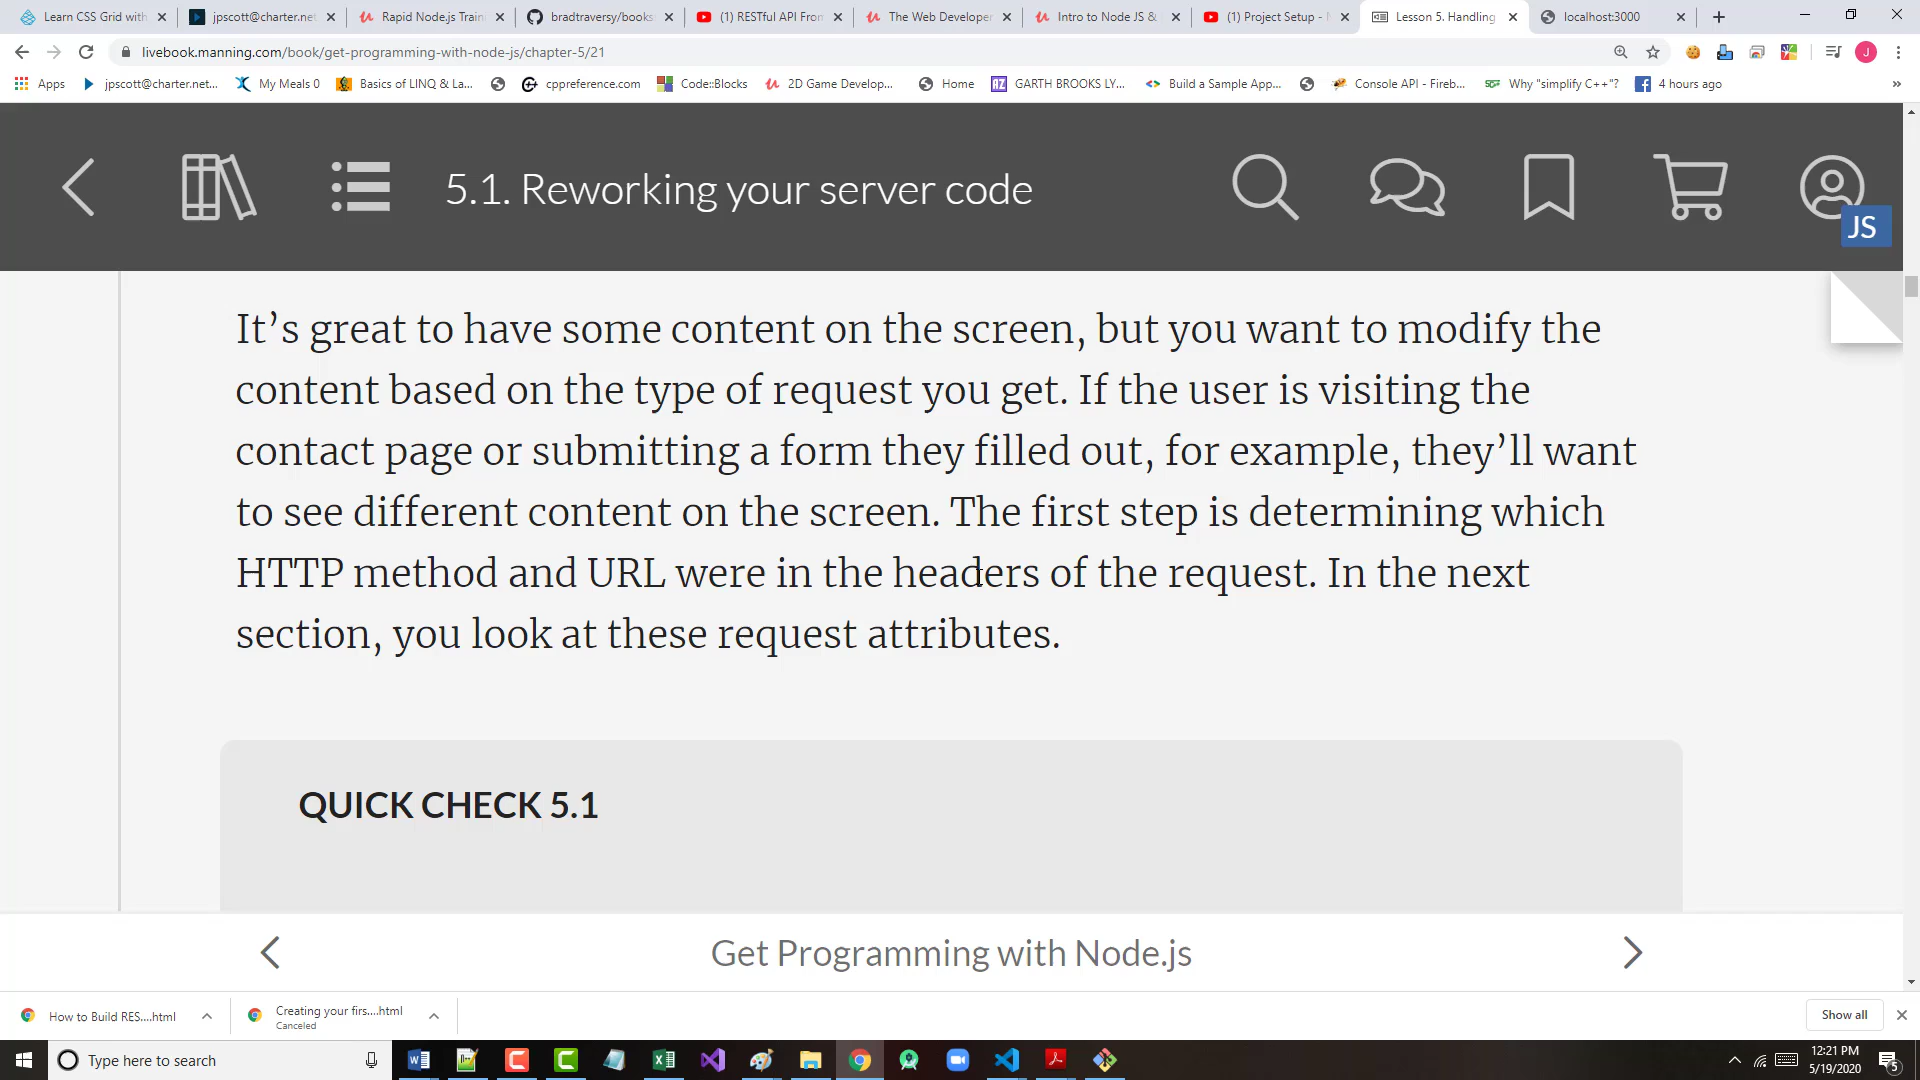 Learn CSS Grid with
jpscott@charter.net.
Rapid Node.js Train
bradtraversy/books
(1) RESTful API From
The Web Developer
Intro to Node JS &
(1) Project Setup - N
Lesson 5. Handling
localhost:3000
livebook.manning.com/book/get-programming-with-node-js/chapter-5/21
J
Apps
jpscott@charter.net...
My Meals 0
Basics of LINQ & La...
cppreference.com
Code::Blocks
2D Game Develop...
Home
AZ
GARTH BROOKS LY...
Build a Sample App...
Console API - Fireb...
Why "simplify C++"?
4 hours ago
»
5.1. Reworking your server code
JS
It’s great to have some content on the screen, but you want to modify the
content based on the type of request you get. If the user is visiting the
contact page or submitting a form they filled out, for example, they’ll want
to see different content on the screen. The first step is determining which
HTTP method and URL were in the headers of the request. In the next
section, you look at these request attributes.
QUICK CHECK 5.1
Get Programming with Node.js
How to Build RES....html
Creating your firs....html
Canceled
Show all
Type here to search
12:21 PM
5/19/2020
5